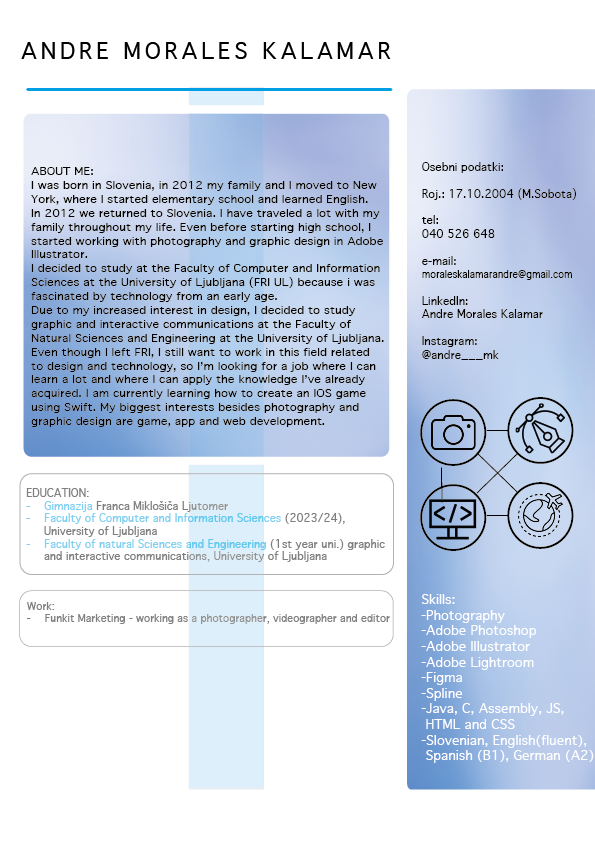 ANDRE MORALES KALAMAR
ABOUT ME:
I was born in Slovenia, in 2012 my family and I moved to New
York, where I started elementary school and learned English.
In 2012 we returned to Slovenia. I have traveled a lot with my
family throughout my life. Even before starting high school, I
started working with photography and graphic design in Adobe
Illustrator.
I decided to study at the Faculty of Computer and Information
Sciences at the University of Ljubljana (FRI UL) because i was
fascinated by technology from an early age.
Due to my increased interest in design, I decided to study
graphic and interactive communications at the Faculty of
Natural Sciences and Engineering at the University of Ljubljana.
Even though I left FRI, I still want to work in this field related
to design and technology, so I'm looking for a job where I can
learn a lot and where I can apply the knowledge I've already
acquired. I am currently learning how to create an IOS game
using Swift. My biggest interests besides photography and
graphic design are game, app and web development.
EDUCATION:
- Gimnazija Franca Miklošiča Ljutomer
- Faculty of Computer and Information Sciences (2023/24),
University of Ljubljana
- Faculty of natural Sciences and Engineering (1st year uni.) graphic
and interactive communications, University of Ljubljana
Work:
- Funkit Marketing - working as a photographer, videographer and editor
Osebni podatki:
Roj.: 17.10.2004 (M.Sobota)
tel:
040 526 648
e-mail:
moraleskalamarandre@gmail.com
LinkedIn:
Andre Morales Kalamar
Instagram:
@andre___mk
</>
Skills:
-Photography
-Adobe Photoshop
-Adobe Illustrator
-Adobe Lightroom
-Figma
-Spline
-Java, C, Assembly, JS,
HTML and CSS
-Slovenian, English(fluent),
Spanish (B1), German (A2)